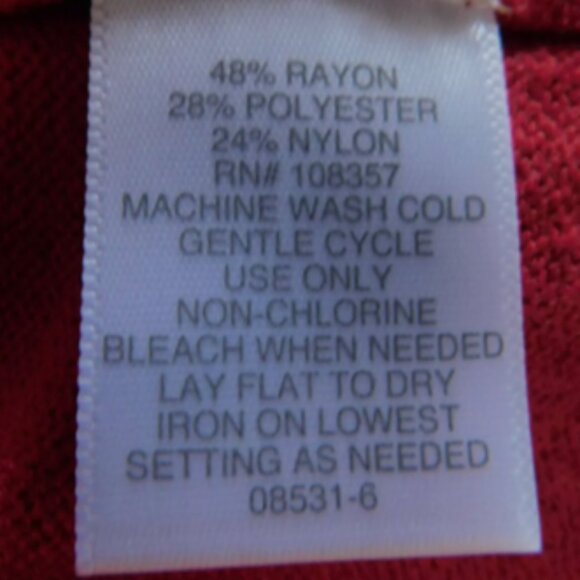 48% RAYON
28% POLYESTER
24% NYLON
RN# 108357
MACHINE WASH COLD
GENTLE CYCLE
USE ONLY
NON-CHLORINE
BLEACH WHEN NEEDED
LAY FLAT TO DRY
IRON ON LOWEST
SETTING AS NEEDED
08531-6